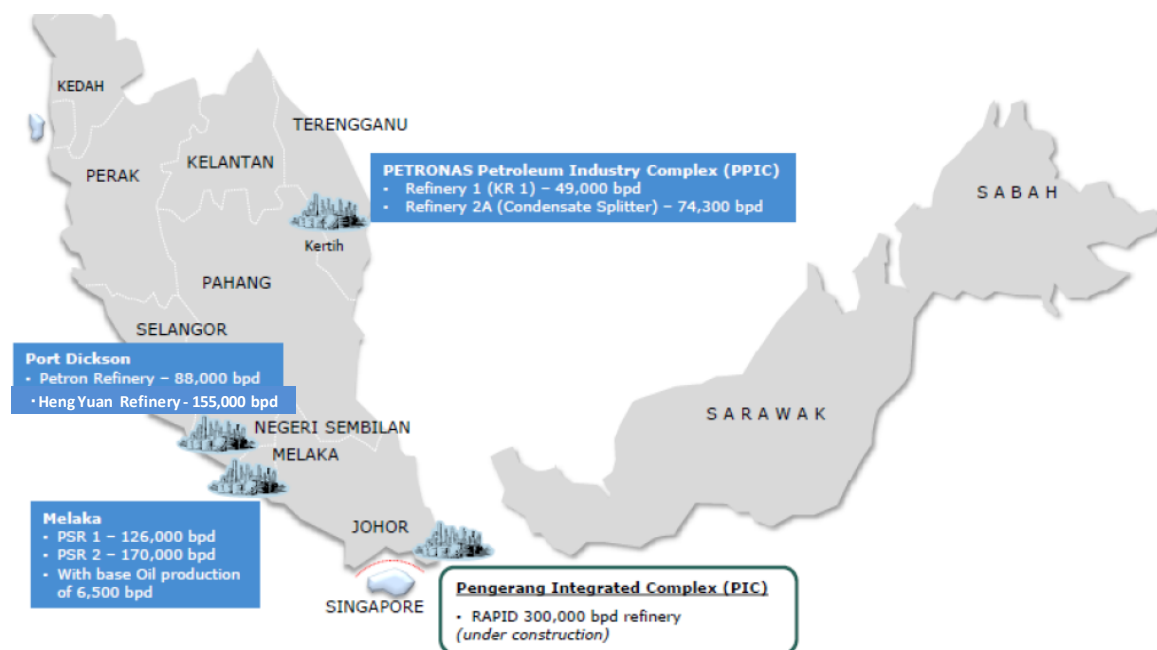 KEDAH
TERENGGANU
KELANTAN
PERAK
PETRONAS Petroleum Industry Complex (PPIC)
• Refinery 1 (KR 1) – 49,000 bpd
• Refinery 2A (Condensate Splitter) – 74,300 bpd
SABAH
Kertih
PAHANG
SELANGOR
Port Dickson
• Petron Refinery – 88,000 bpd
• Heng Yuan Refinery - 155,000 bpd
SARAWAK
NEGERI SEMBILAN
MELAKA
Melaka
• PSR 1 – 126,000 bpd
• PSR 2 – 170,000 bpd
• With base Oil production
of 6,500 bpd
JOHOR
SINGAPORE
Pengerang Integrated Complex (PIC)
• RAPID 300,000 bpd refinery
(under construction)